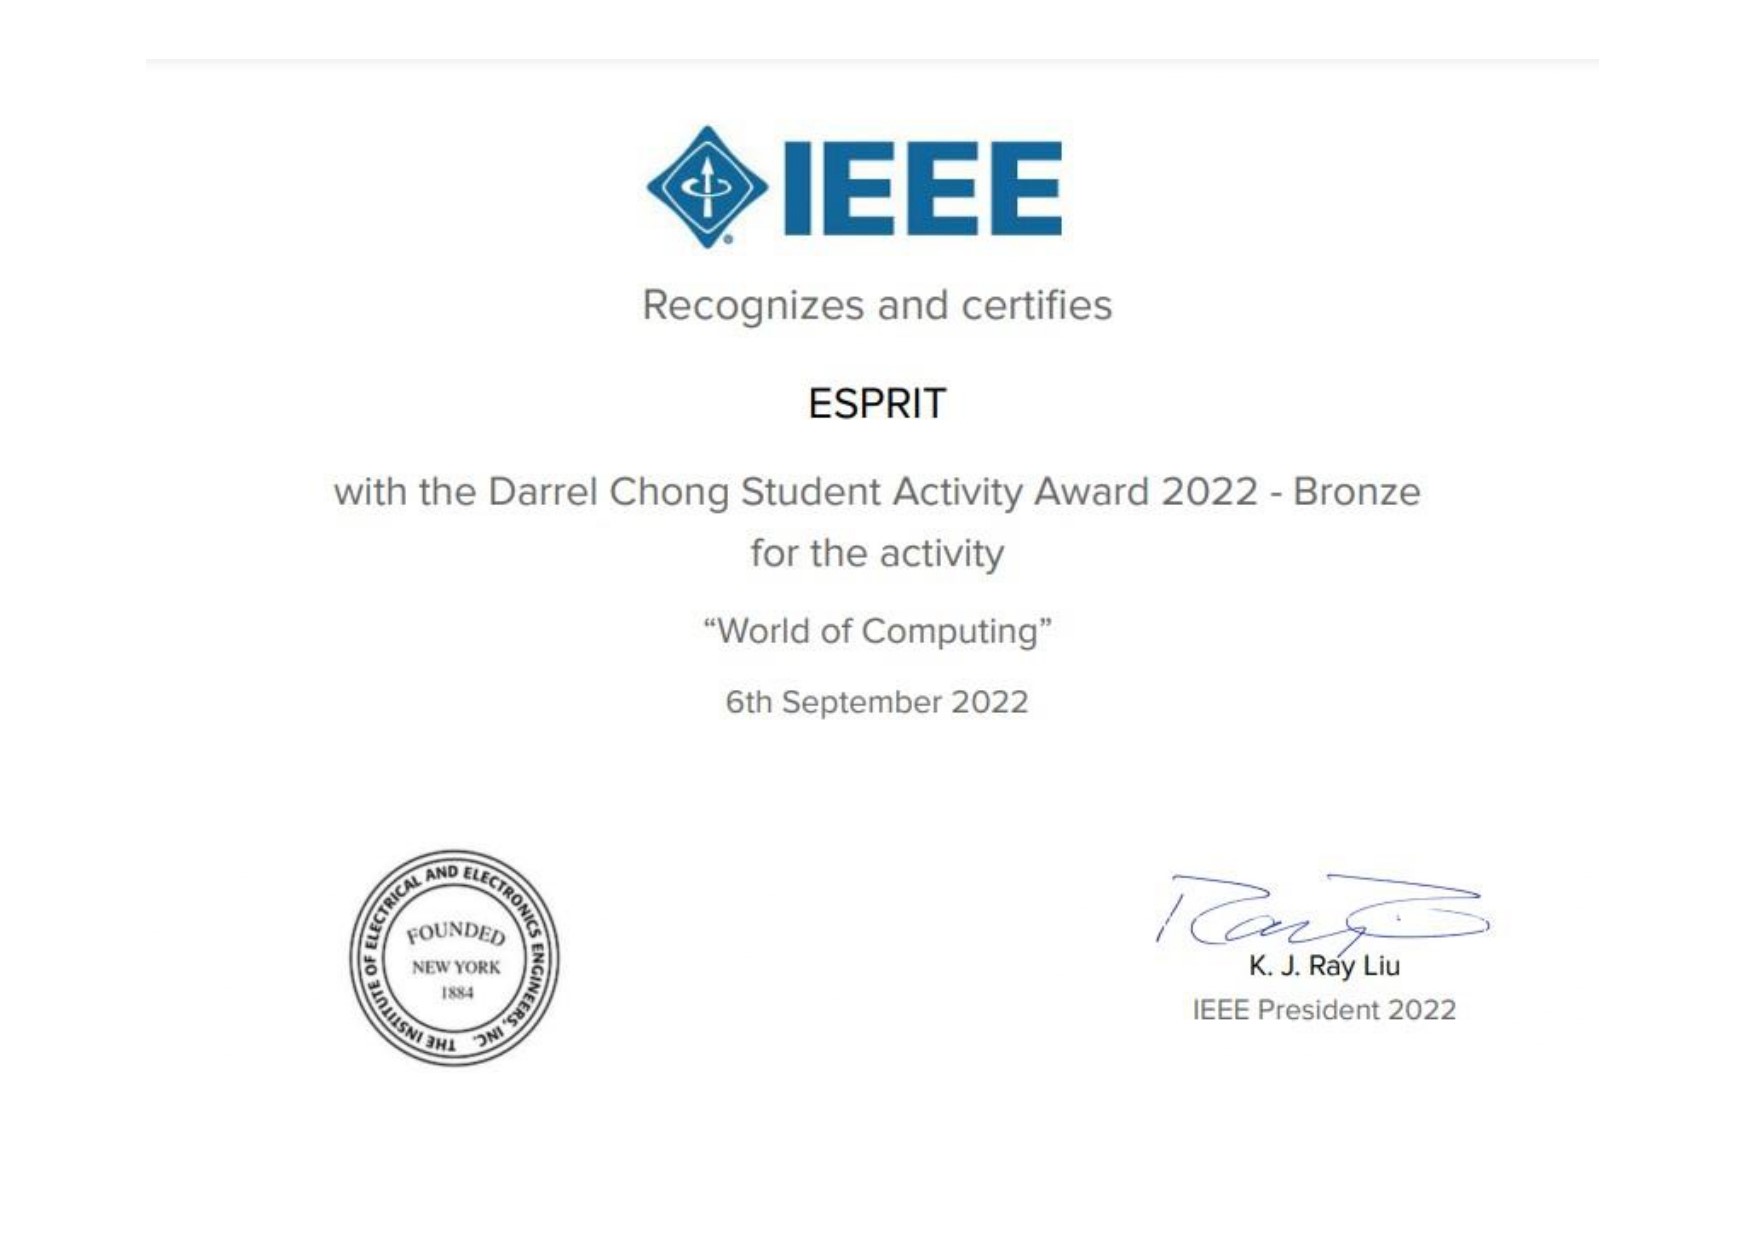 IEEE
Recognizes and certifies
ESPRIT
with the Darrel Chong Student Activity Award 2022 - Bronze
for the activity
“World of Computing”
6th September 2022
THE INSTITUTE OF ELECTRICAL AND ELECTRONICS ENGINEERS, INC.
FOUNDED
NEW YORK
1884
K. J. Ray Liu
IEEE President 2022